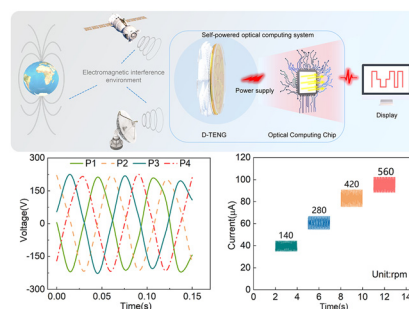 Self-powered optical computing system
Electromagnetic interference
environment
Power supply
D-TENG
Optical Computing Chip
Display
P1 P2 P3 P4
Voltage(V)
300
150
0
-150
-300
0.00 0.05 0.10 0.15
Time(s)
Current(μA)
120
100
80
60
40
20
0
140
280
420
560
Unit:rpm
0 2 4 6 8 10 12 14
Time(s)